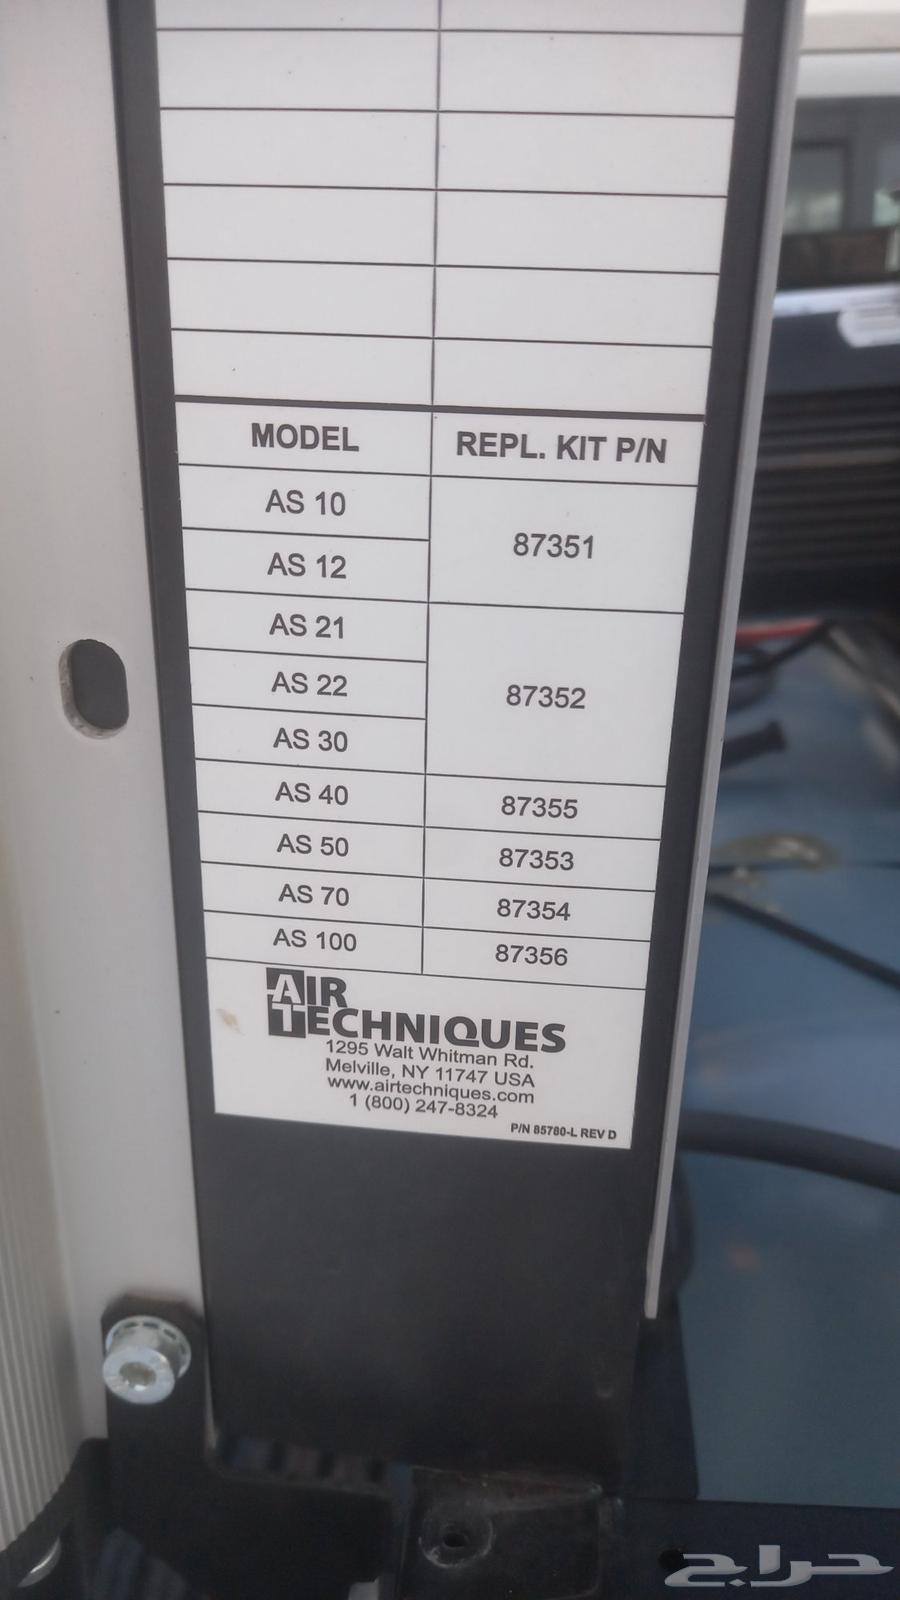 MODEL REPL. KIT P/N
AS 10
87351
AS 12
AS 21
AS 22
87352
AS 30
AS 40 87355
AS 50 87353
AS 70 87354
AS 100 87356
AIR
TECHNIQUES
1295 Walt Whitman Rd.
Melville, NY 11747 USA
www.airtechniques.com
1 (800) 247-8324
P/N 85780-L REV D
حراج